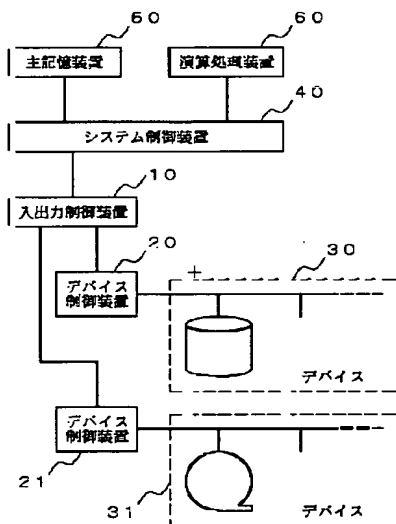 60
60
主記憶装置
演算処理装置
40
システム制御装置
10
入出力制御装置
20
30
デバイス
制御装置
デバイス
デバイス
制御装置
21
31
デバイス